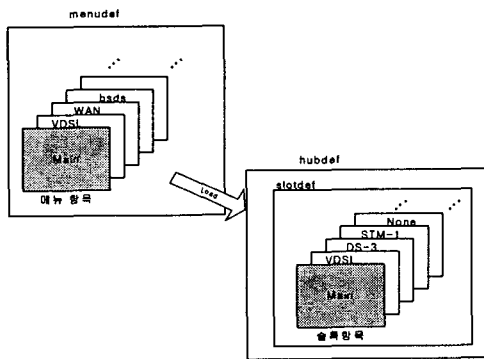 menudef
bsds
WAN
VDSL
Main
메뉴 항목
Load
hubdef
slotdef
None
STM-1
DS-3
VDSL
Main
슬롯항목